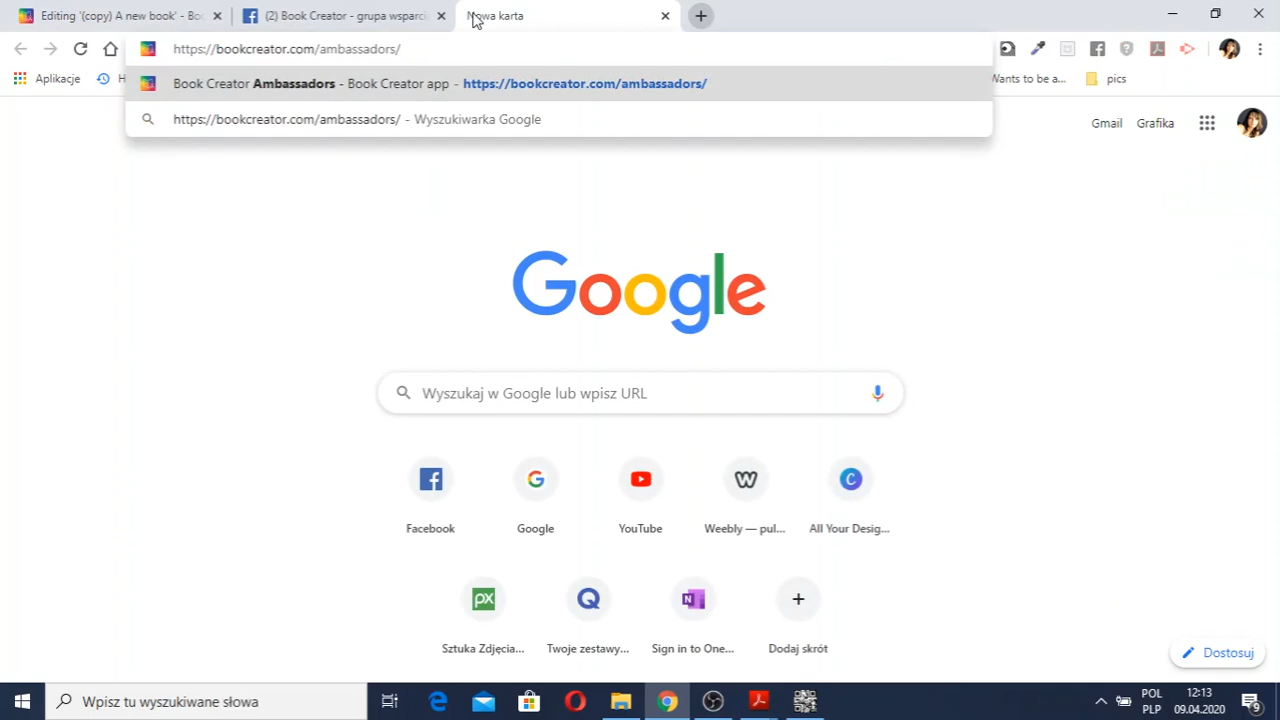 Editing '(copy) A new book' - Boo
(2) Book Creator - grupa wsparci
Nowa karta
https://bookcreator.com/ambassadors/
Aplikacje
H
Wants to be a...
pics
Book Creator Ambassadors - Book Creator app - https://bookcreator.com/ambassadors/
https://bookcreator.com/ambassadors/ - Wyszukiwarka Google
Gmail
Grafika
Google
Wyszukaj w Google lub wpisz URL
Facebook
Google
YouTube
Weebly — pul...
All Your Desig...
Sztuka Zdjęcia...
Twoje zestawy...
Sign in to One...
Dodaj skrót
Dostosuj
Wpisz tu wyszukiwane słowa
POL
PLP
12:13
09.04.2020
9